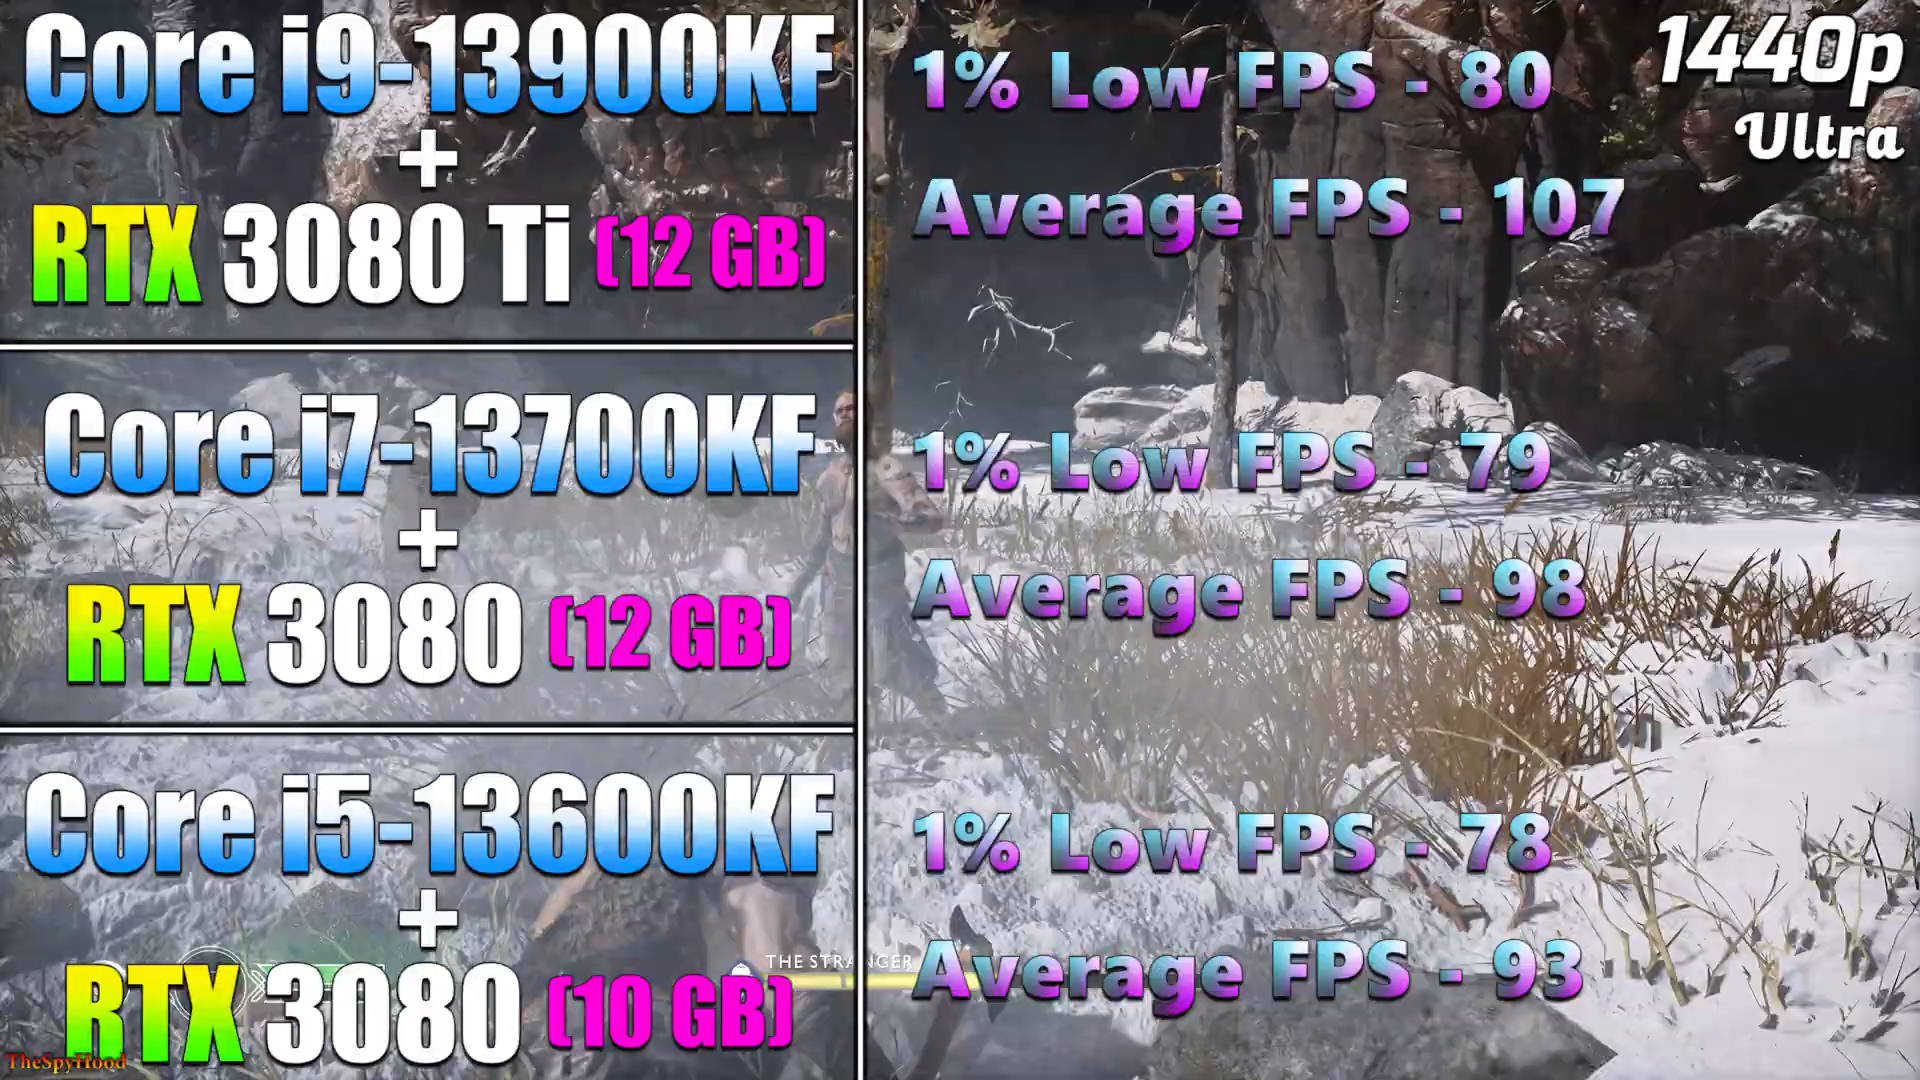 Core i9-13900KF
+
RTX 3080 Ti (12 GB)
1% Low FPS - 80
Average FPS - 107
1440p
Ultra
Core i7-13700KF
+
RTX 3080 (12 GB)
1% Low FPS - 79
Average FPS - 98
Core i5-13600KF
+
RTX 3080 (10 GB)
1% Low FPS - 78
Average FPS - 93
THE STRANGER
TheSpyHood